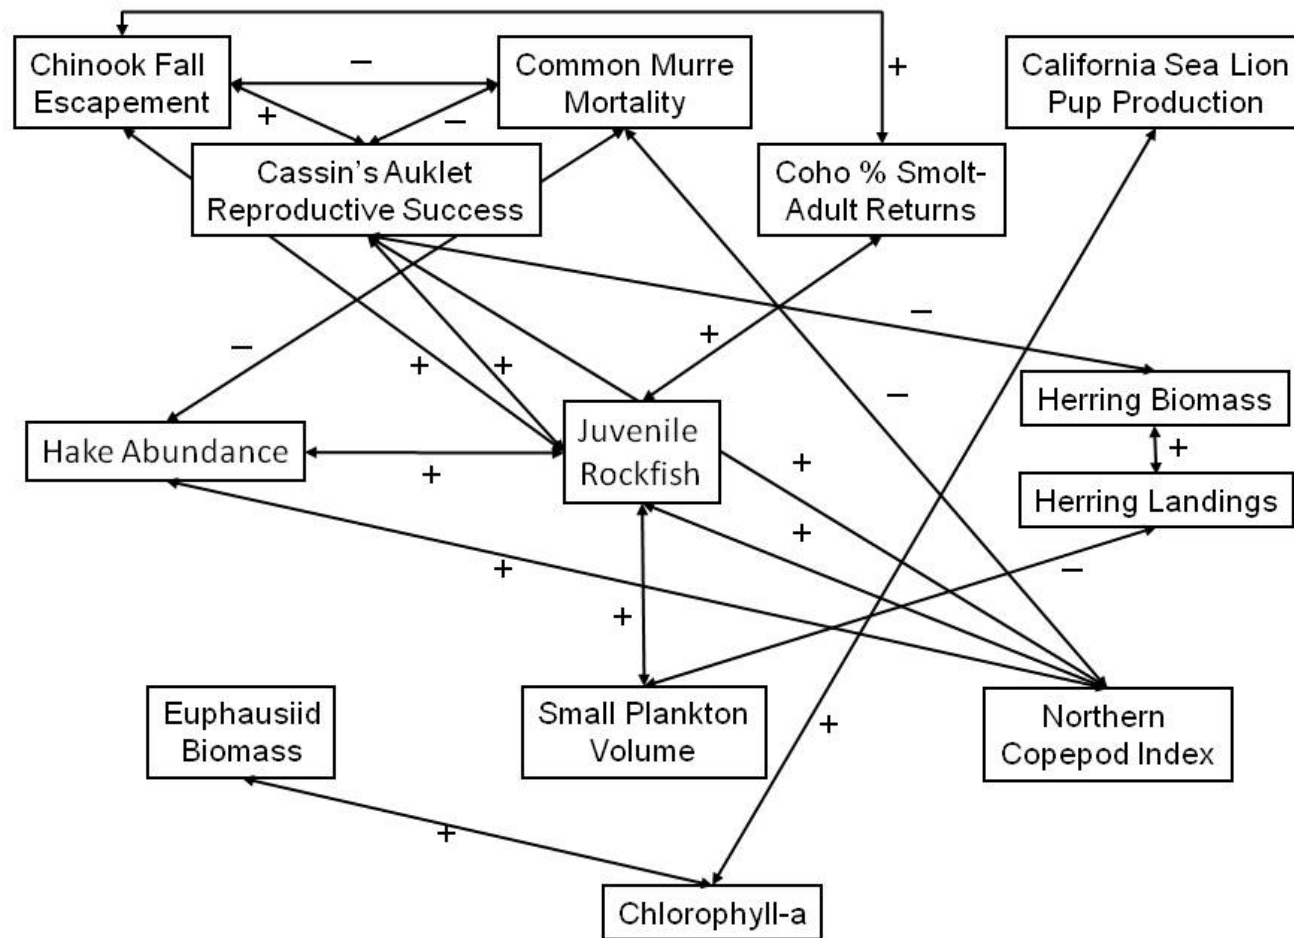 Chinook Fall
Escapement
Common Murre
Mortality
California Sea Lion
Pup Production
–
+
+
–
Cassin's Auklet
Reproductive Success
Coho % Smolt-
Adult Returns
–
+
–
+
+
–
Herring Biomass
+
Herring Landings
Hake Abundance
+
Juvenile
Rockfish
+
+
+
–
+
Euphausiid
Biomass
Small Plankton
Volume
Northern
Copepod Index
+
+
Chlorophyll-a